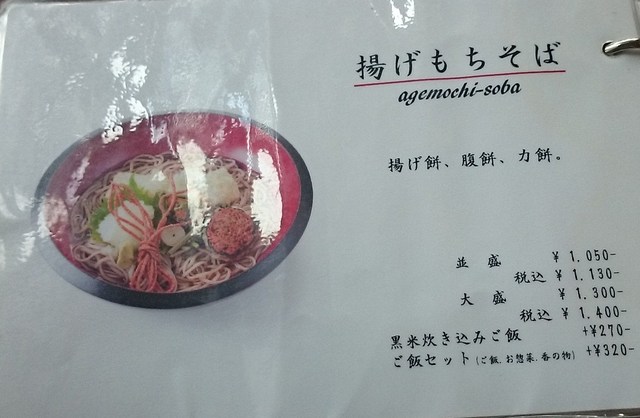 揚げもちそば
agemochi-soba
揚げ餅、腹餅、力餅。
並 盛 ¥ 1.050-
税込 ¥ 1.130-
大 盛 ¥ 1.300-
税込 ¥ 1.400-
黒米炊き込みご飯 +¥270-
ご飯セット(ご飯.お惣菜.香の物) +¥320-